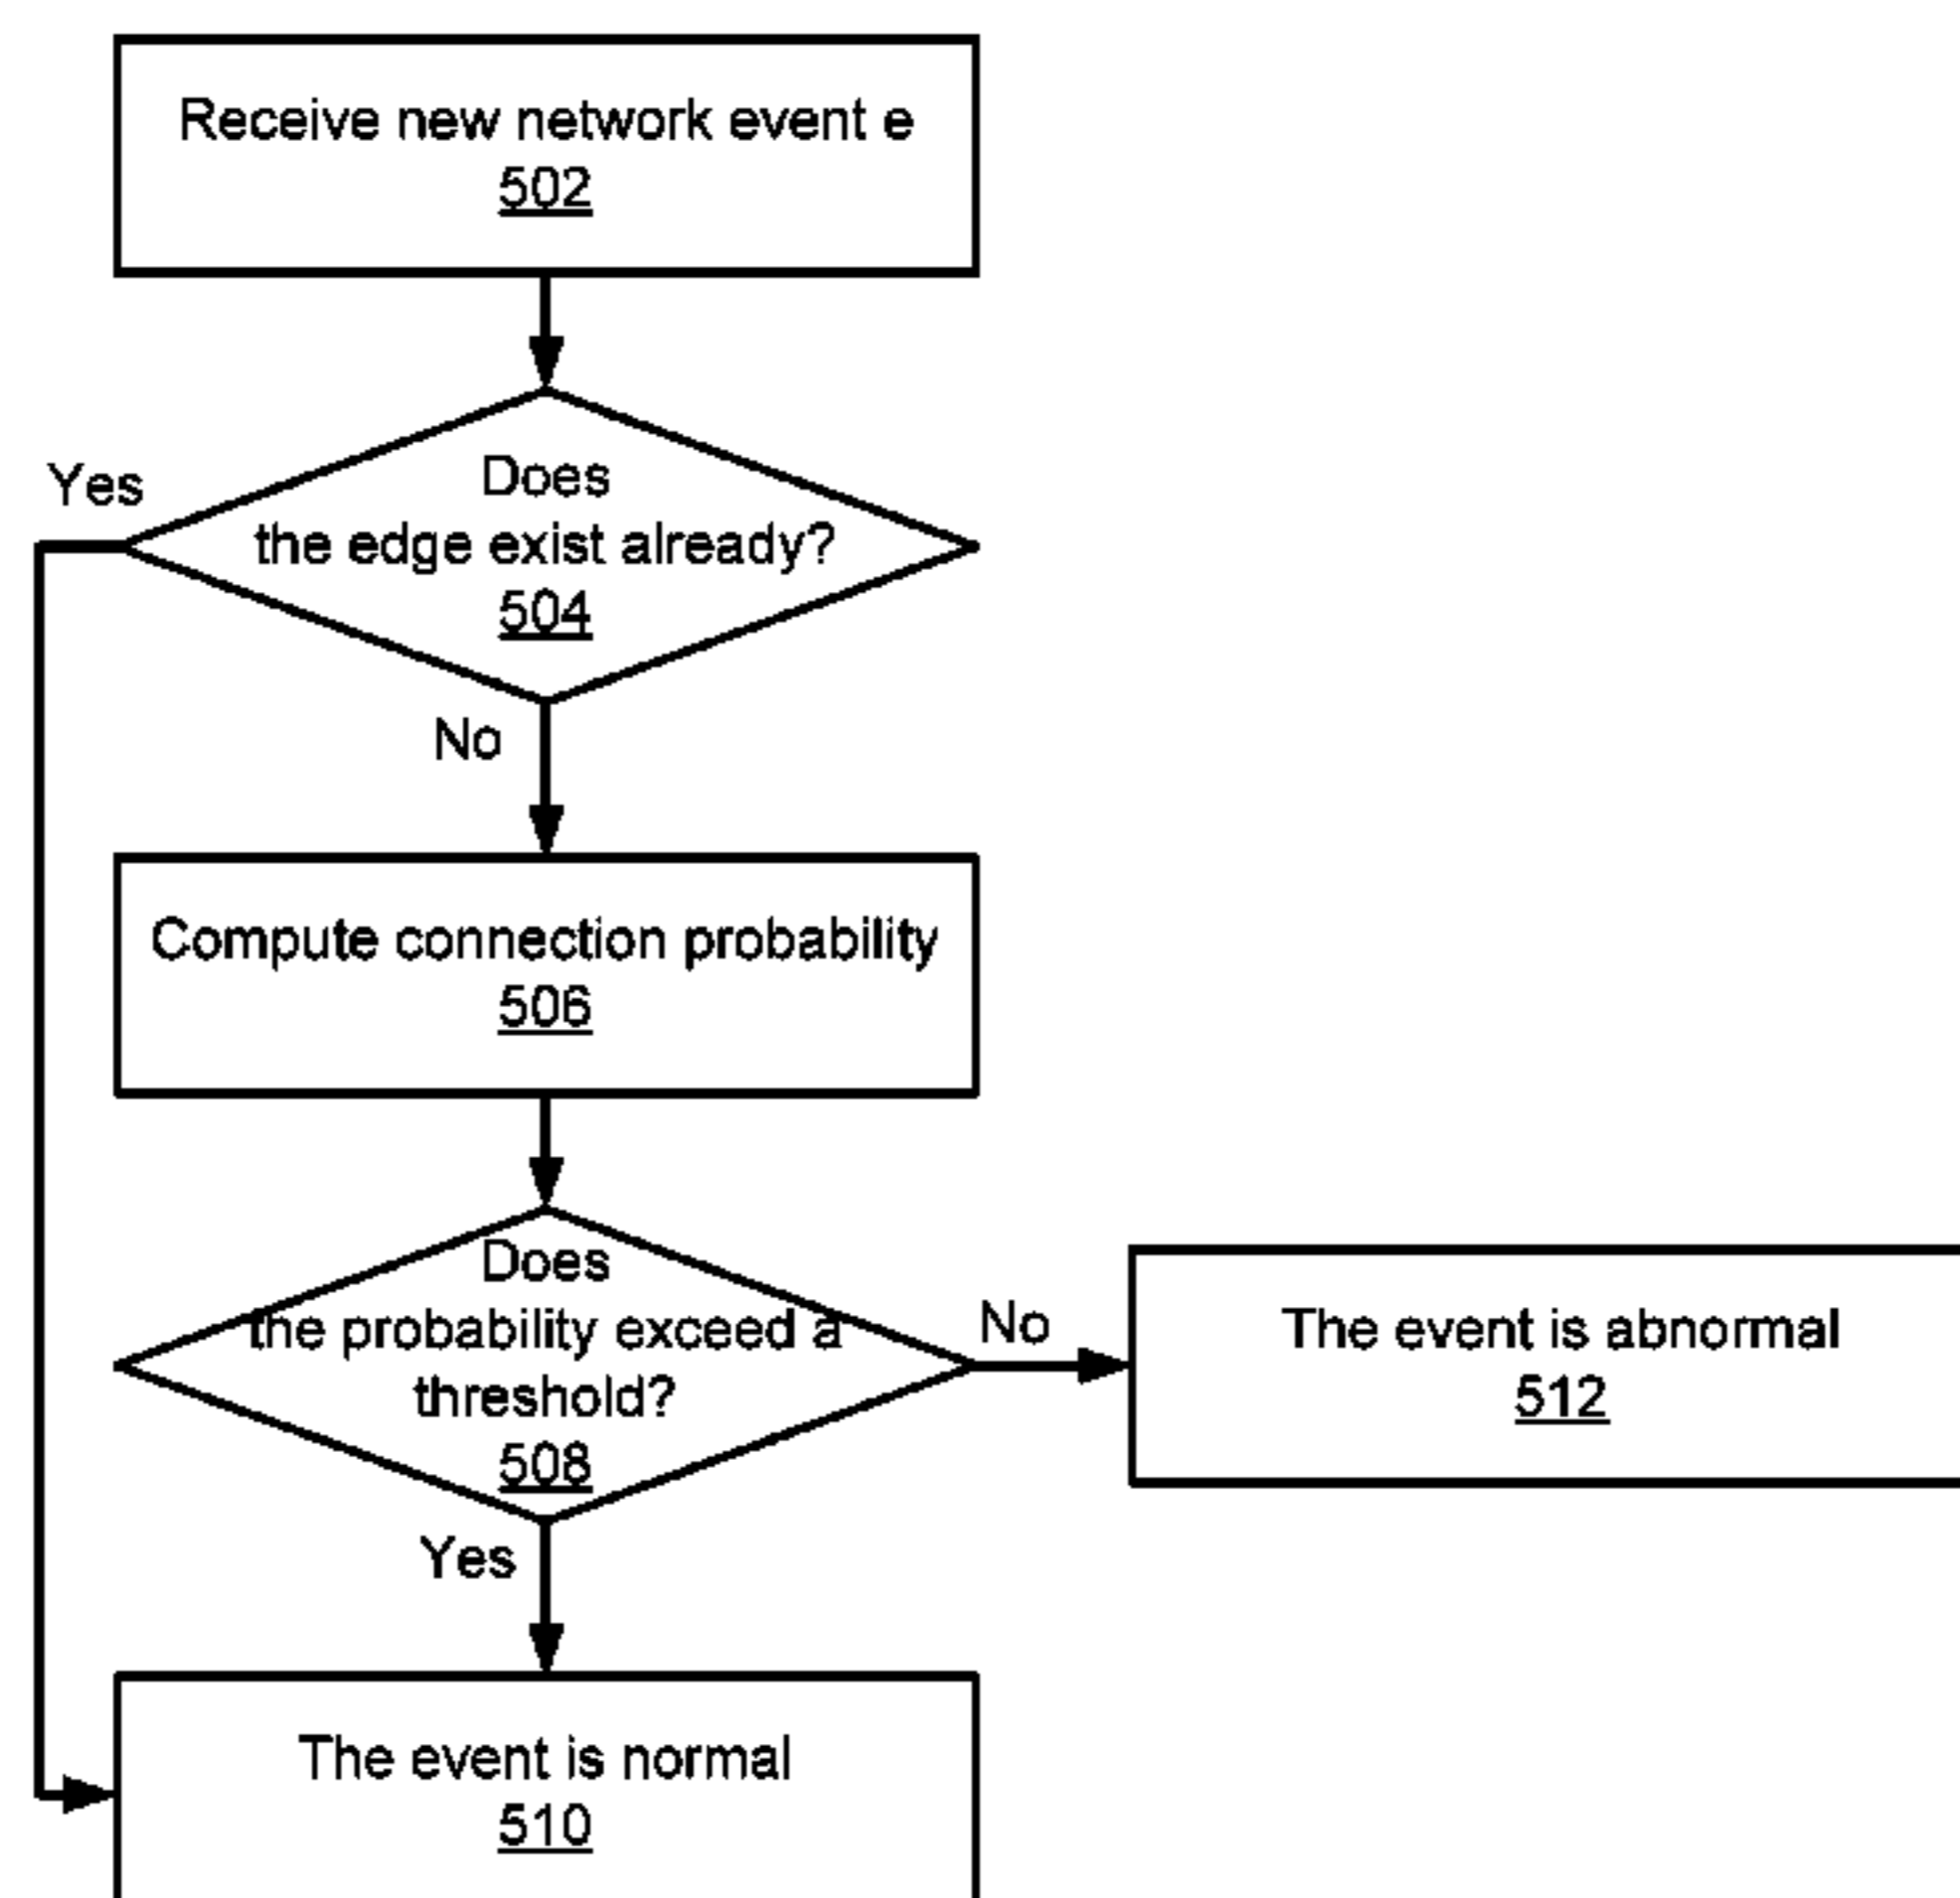 Receive new network event e
502
Does
the edge exist already?
504
Yes
No
Compute connection probability
506
Does
the probability exceed a
threshold?
508
No
The event is abnormal
512
Yes
The event is normal
510